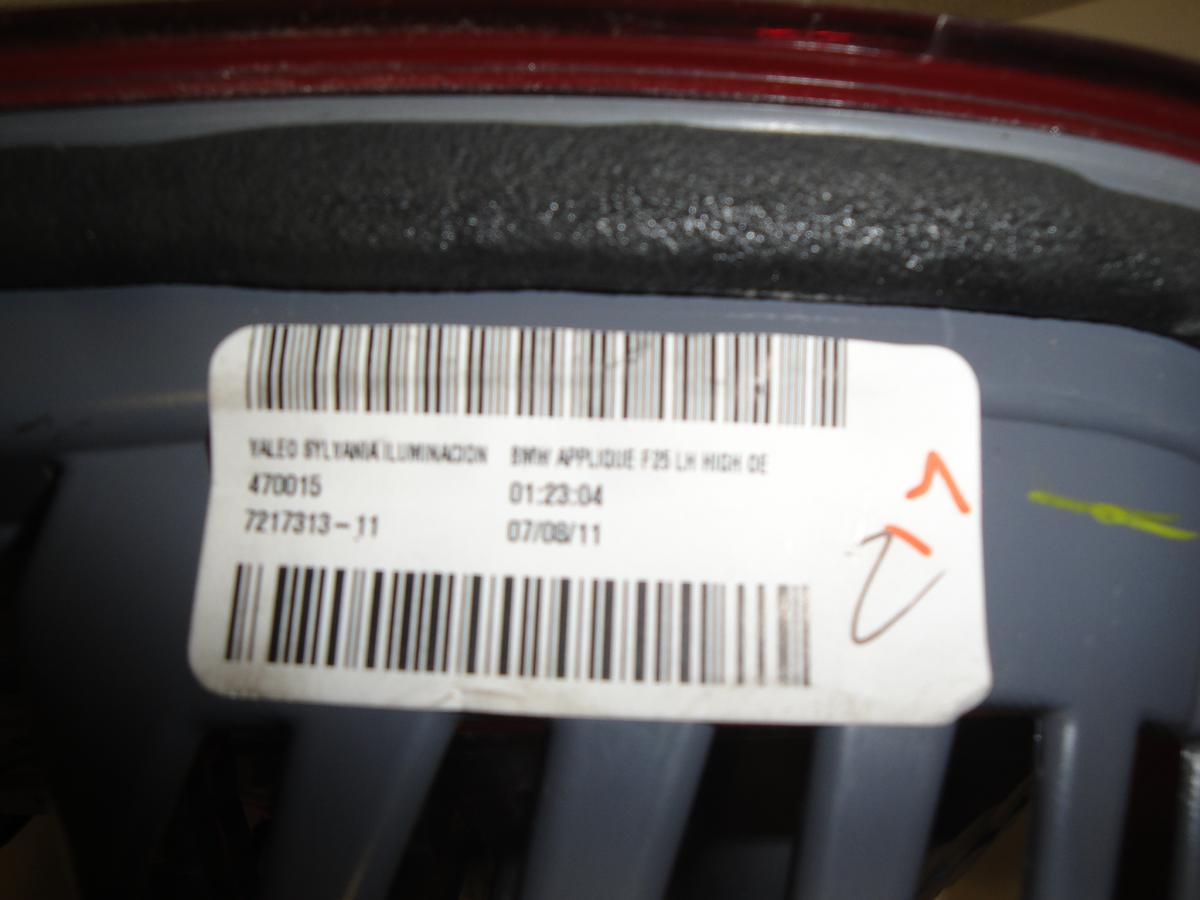 VALEO SYLVANIA ILUMINACION BMW APPLIQUE F25 LH HIGH DE
470015 01:23:04
7217313-11 07/08/11